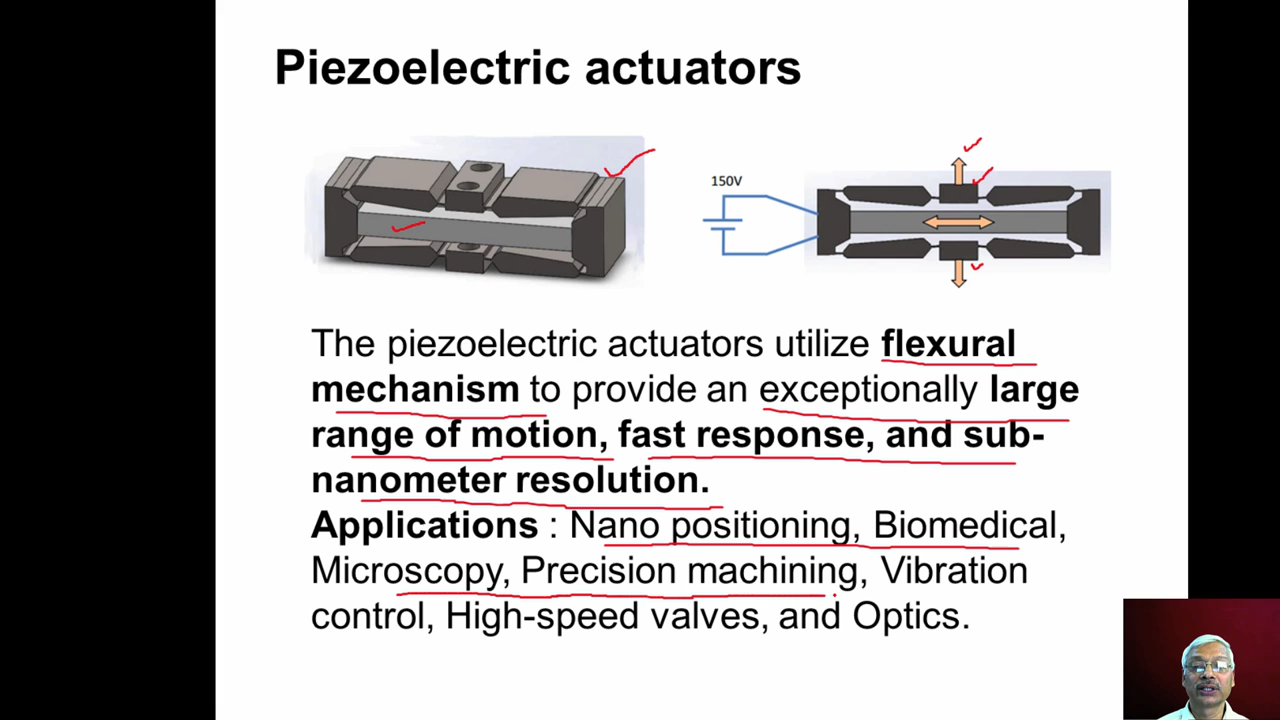 Piezoelectric actuators
150V
The piezoelectric actuators utilize flexural
mechanism to provide an exceptionally large
range of motion, fast response, and sub-
nanometer resolution.
Applications : Nano positioning, Biomedical,
Microscopy, Precision machining, Vibration
control, High-speed valves, and Optics.